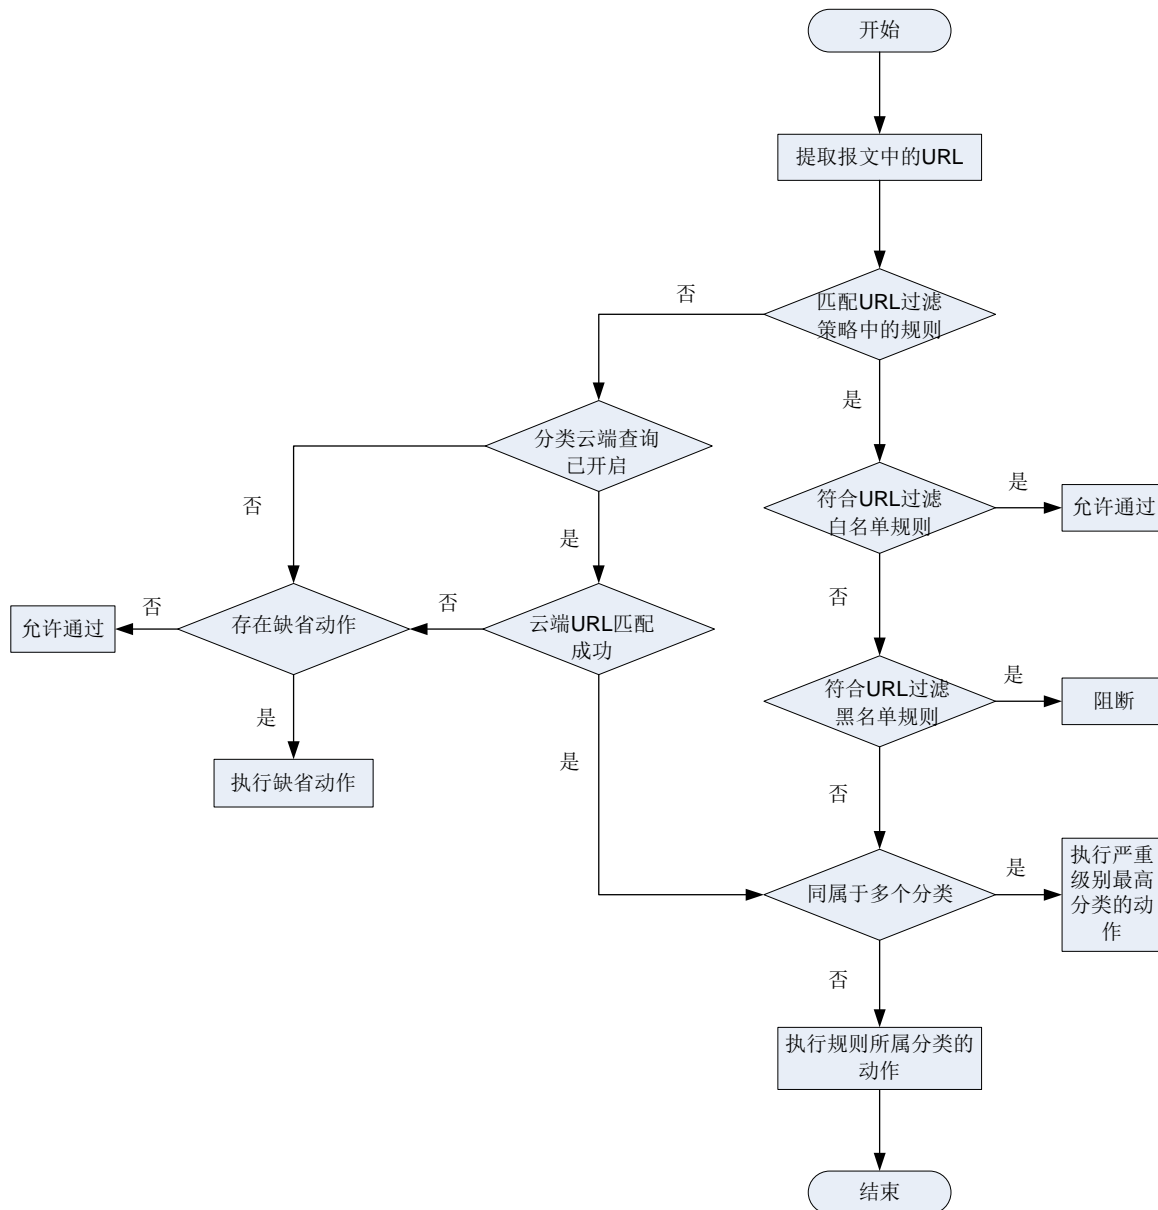 开始
提取报文中的URL
匹配URL过滤
策略中的规则
否
是
分类云端查询
已开启
符合URL过滤
白名单规则
是
允许通过
否
是
否
允许通过
否
存在缺省动作
否
云端URL匹配
成功
符合URL过滤
黑名单规则
是
阻断
是
执行缺省动作
是
否
同属于多个分类
是
执行严重
级别最高
分类的动
作
否
执行规则所属分类的
动作
结束